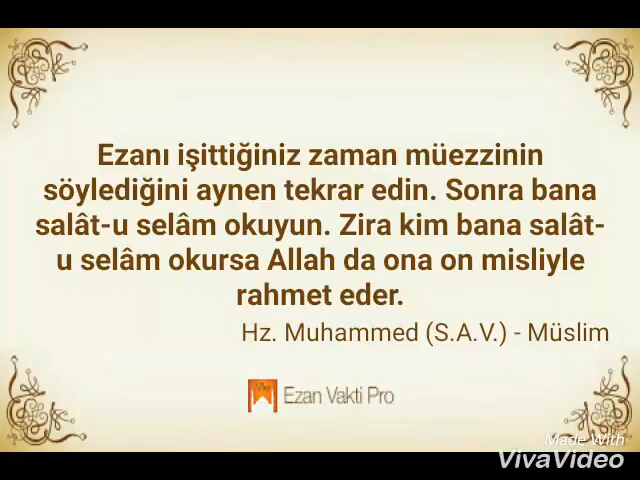 Ezanı işittiğiniz zaman müezzinin
söylediğini aynen tekrar edin. Sonra bana
salât-u selâm okuyun. Zira kim bana salât-
u selâm okursa Allah da ona on misliyle
rahmet eder.
Hz. Muhammed (S.A.V.) - Müslim
Ezan Vakti Pro
Made With
VivaVideo